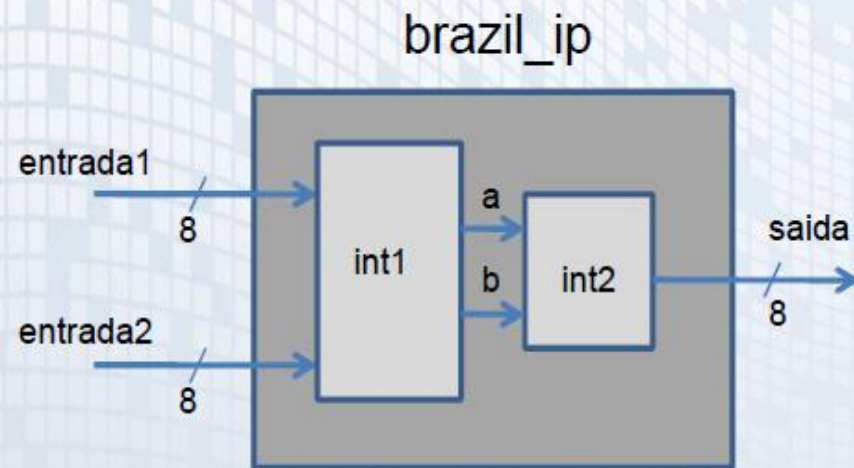 brazil_ip
entrada1
8
a
saida
int1
b
int2
8
entrada2
8